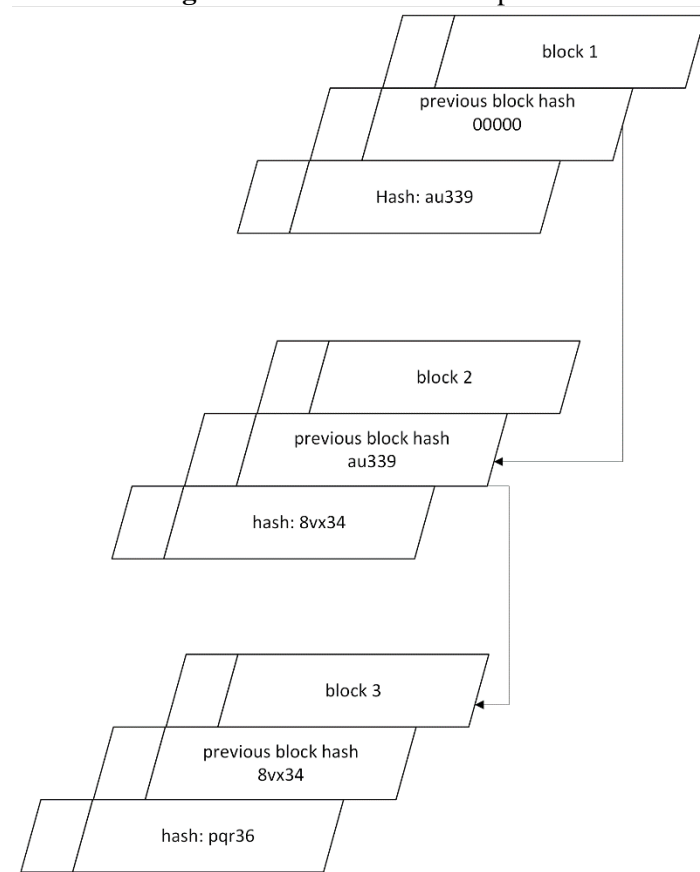 block 1
previous block hash
00000
Hash: au339
block 2
previous block hash
au339
hash: 8vx34
block 3
previous block hash
8vx34
hash: pqr36